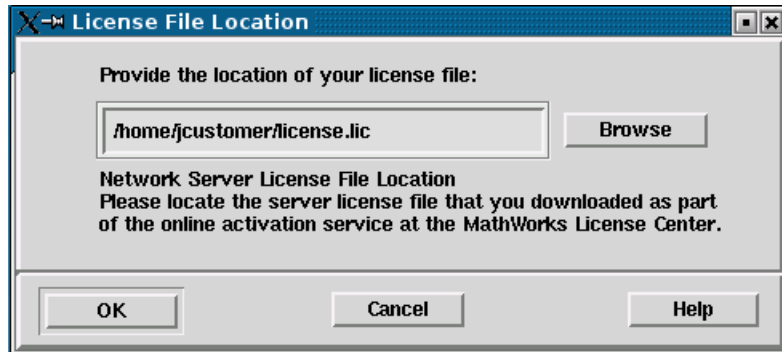 License File Location
Provide the location of your license file:
/home/jcustomer/license.lic
Browse
Network Server License File Location
Please locate the server license file that you downloaded as part
of the online activation service at the MathWorks License Center.
OK
Cancel
Help